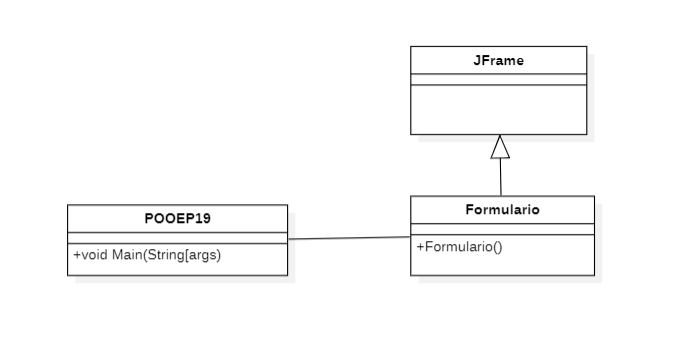 JFrame
POOEP19
+void Main(String[args)
Formulario
+Formulario()